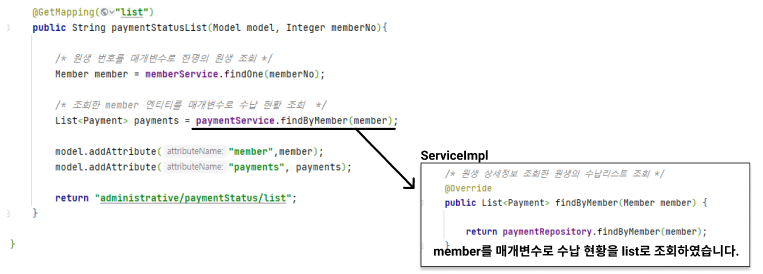 @GetMapping("list")
public String paymentStatusList(Model model, Integer memberNo){
/* 원생 번호를 매개변수로 한명의 원생 조회 */
Member member = memberService.findOne(memberNo);
/* 조회한 member 엔티티를 매개변수로 수납 현황 조회 */
List<Payment> payments = paymentService.findByMember(member);
model.addAttribute( attributeName: "member",member);
model.addAttribute( attributeName: "payments", payments);
return "administrative/paymentStatus/list";
}
}
ServiceImpl
/* 원생 상세정보 조회한 원생의 수납리스트 조회 */
@Override
public List<Payment> findByMember(Member member) {
return paymentRepository.findByMember(member);
}
member를 매개변수로 수납 현황을 list로 조회하였습니다.